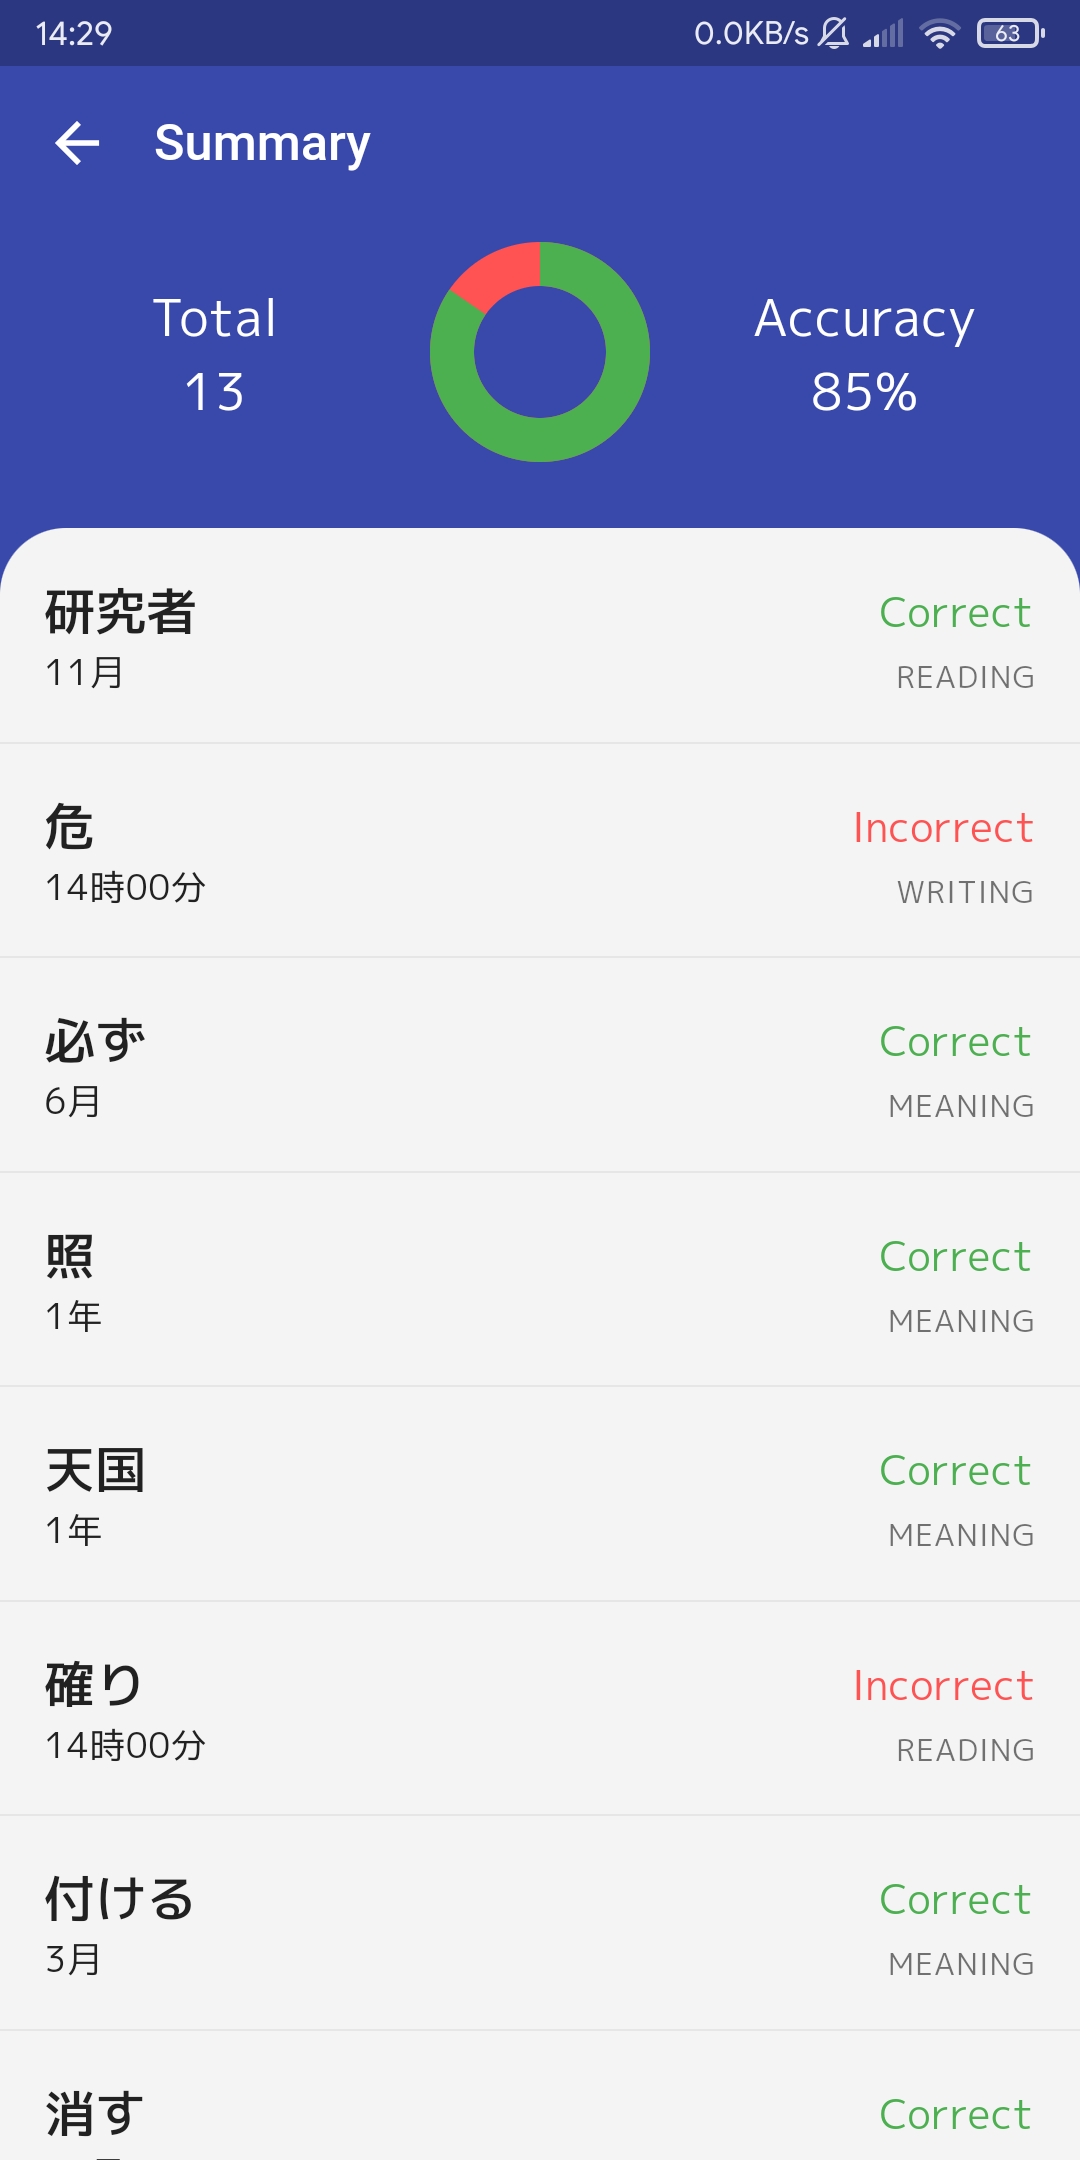 14:29 0.0KB/s 63
Summary
Total
13
Accuracy
85%
研究者 Correct
11月 READING
危 Incorrect
14時00分 WRITING
必ず Correct
6月 MEANING
照 Correct
1年 MEANING
天国 Correct
1年 MEANING
確り Incorrect
14時00分 READING
付ける Correct
3月 MEANING
消す Correct